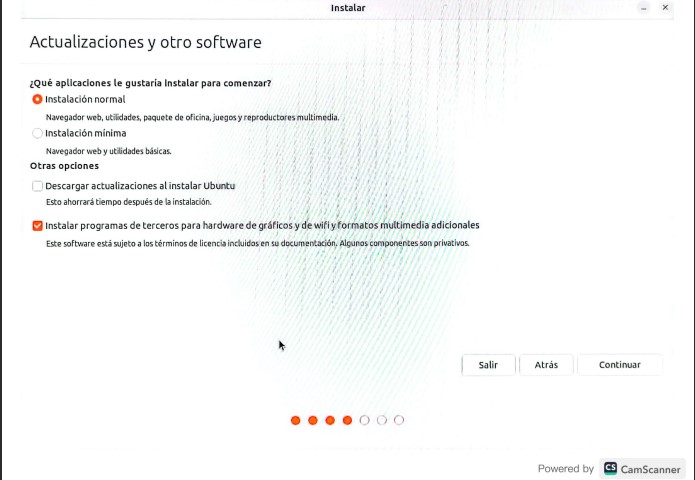 Instalar
Actualizaciones y otro software
¿Qué aplicaciones le gustaría instalar para comenzar?
Instalación normal
Navegador web, utilidades, paquete de oficina, juegos y reproductores multimedia.
Instalación mínima
Navegador web y utilidades básicas.
Otras opciones
Descargar actualizaciones al instalar Ubuntu
Esto ahorrará tiempo después de la instalación.
Instalar programas de terceros para hardware de gráficos y de wifi y formatos multimedia adicionales
Este software está sujeto a los términos de licencia incluidos en su documentación. Algunos componentes son privativos.
Salir Atrás Continuar
Powered by CS CamScanner